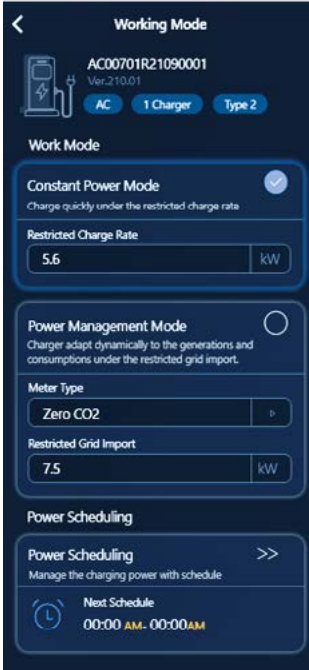 Working Mode
AC00701R21090001
Ver.210.01
AC 1 Charger Type 2
Work Mode
Constant Power Mode
Charge quickly under the restricted charge rate
Restricted Charge Rate
5.6 kW
Power Management Mode
Charger adapt dynamically to the generations and
consumptions under the restricted grid import.
Meter Type
Zero CO2
Restricted Grid Import
7.5 kW
Power Scheduling
Power Scheduling >>
Manage the charging power with schedule
Next Schedule
00:00 AM- 00:00AM